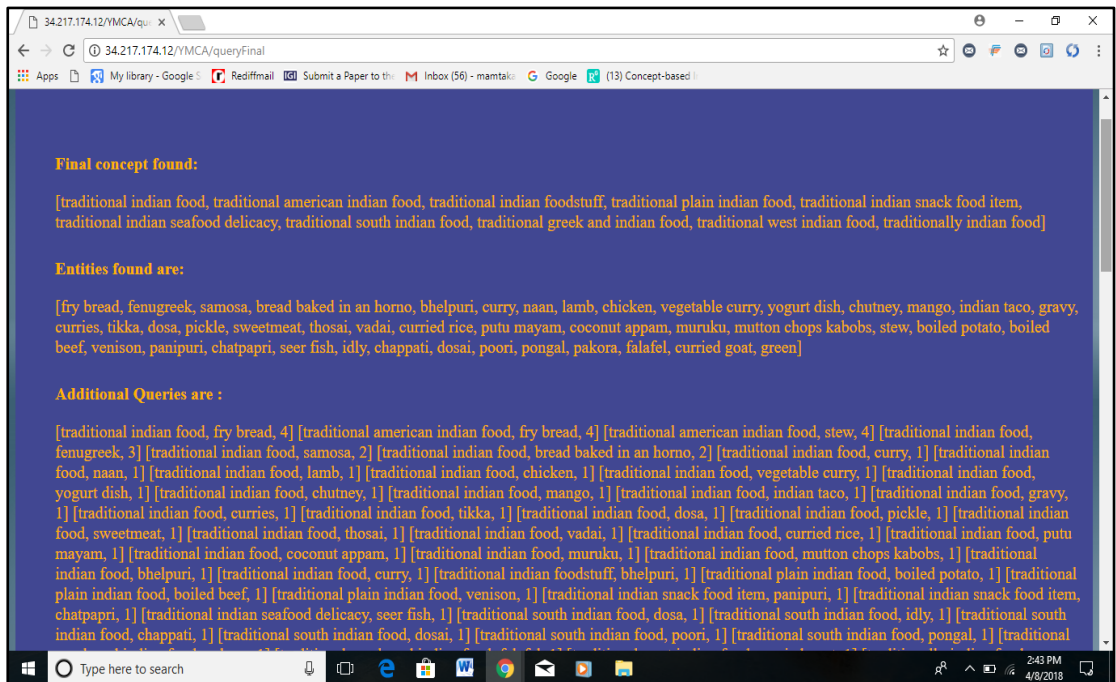 34.217.174.12/YMCA/qu
34.217.174.12/YMCA/queryFinal
Apps
My library - Google S
Rediffmail
IGI
Submit a Paper to the
Inbox (56) - mamtaka
Google
(13) Concept-based I
Final concept found:
[traditional indian food, traditional american indian food, traditional indian foodstuff, traditional plain indian food, traditional indian snack food item,
traditional indian seafood delicacy, traditional south indian food, traditional greek and indian food, traditional west indian food, traditionally indian food]
Entities found are:
[fry bread, fenugreek, samosa, bread baked in an horno, bhelpuri, curry, naan, lamb, chicken, vegetable curry, yogurt dish, chutney, mango, indian taco, gravy,
curries, tikka, dosa, pickle, sweetmeat, thosai, vadai, curried rice, putu mayam, coconut appam, muruku, mutton chops kabobs, stew, boiled potato, boiled
beef, venison, panipuri, chatpapri, seer fish, idly, chappati, dosai, poori, pongal, pakora, falafel, curried goat, green]
Additional Queries are :
[traditional indian food, fry bread, 4] [traditional american indian food, fry bread, 4] [traditional american indian food, stew, 4] [traditional indian food,
fenugreek, 3] [traditional indian food, samosa, 2] [traditional indian food, bread baked in an horno, 2] [traditional indian food, curry, 1] [traditional indian
food, naan, 1] [traditional indian food, lamb, 1] [traditional indian food, chicken, 1] [traditional indian food, vegetable curry, 1] [traditional indian food,
yogurt dish, 1] [traditional indian food, chutney, 1] [traditional indian food, mango, 1] [traditional indian food, indian taco, 1] [traditional indian food, gravy,
1] [traditional indian food, curries, 1] [traditional indian food, tikka, 1] [traditional indian food, dosa, 1] [traditional indian food, pickle, 1] [traditional indian
food, sweetmeat, 1] [traditional indian food, thosai, 1] [traditional indian food, vadai, 1] [traditional indian food, curried rice, 1] [traditional indian food, putu
mayam, 1] [traditional indian food, coconut appam, 1] [traditional indian food, muruku, 1] [traditional indian food, mutton chops kabobs, 1] [traditional
indian food, bhelpuri, 1] [traditional indian food, curry, 1] [traditional indian foodstuff, bhelpuri, 1] [traditional plain indian food, boiled potato, 1] [traditional
plain indian food, boiled beef, 1] [traditional plain indian food, venison, 1] [traditional indian snack food item, panipuri, 1] [traditional indian snack food item,
chatpapri, 1] [traditional indian seafood delicacy, seer fish, 1] [traditional south indian food, dosa, 1] [traditional south indian food, idly, 1] [traditional south
indian food, chappati, 1] [traditional south indian food, dosai, 1] [traditional south indian food, poori, 1] [traditional south indian food, pongal, 1] [traditional
Type here to search
2:43 PM
4/8/2018